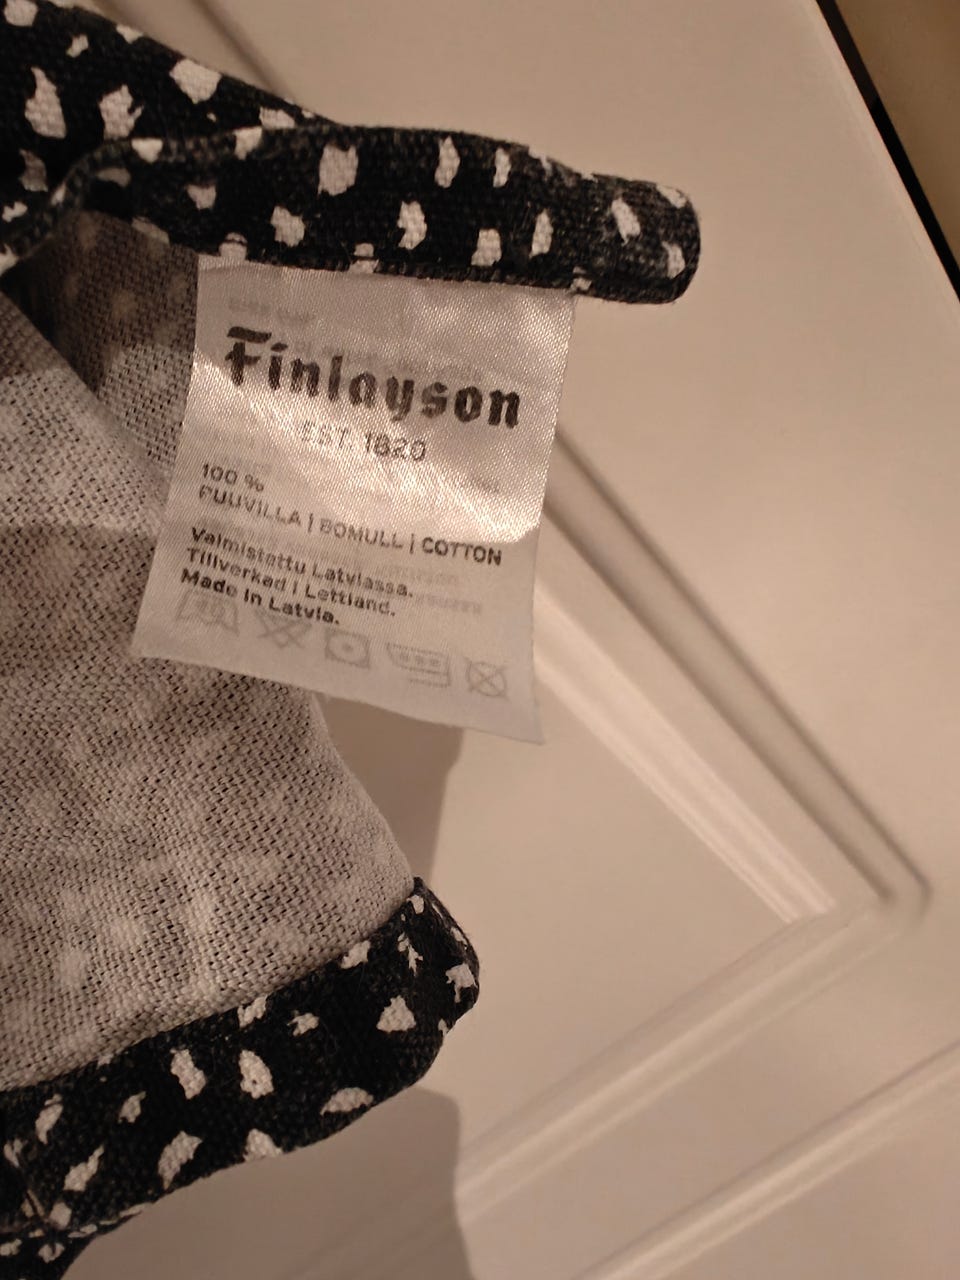 Finlayson
EST. 1820
100 %
PUUVILLA | BOMULL | COTTON
Valmistettu Latviassa.
Tillverkad i Lettland.
Made in Latvia.